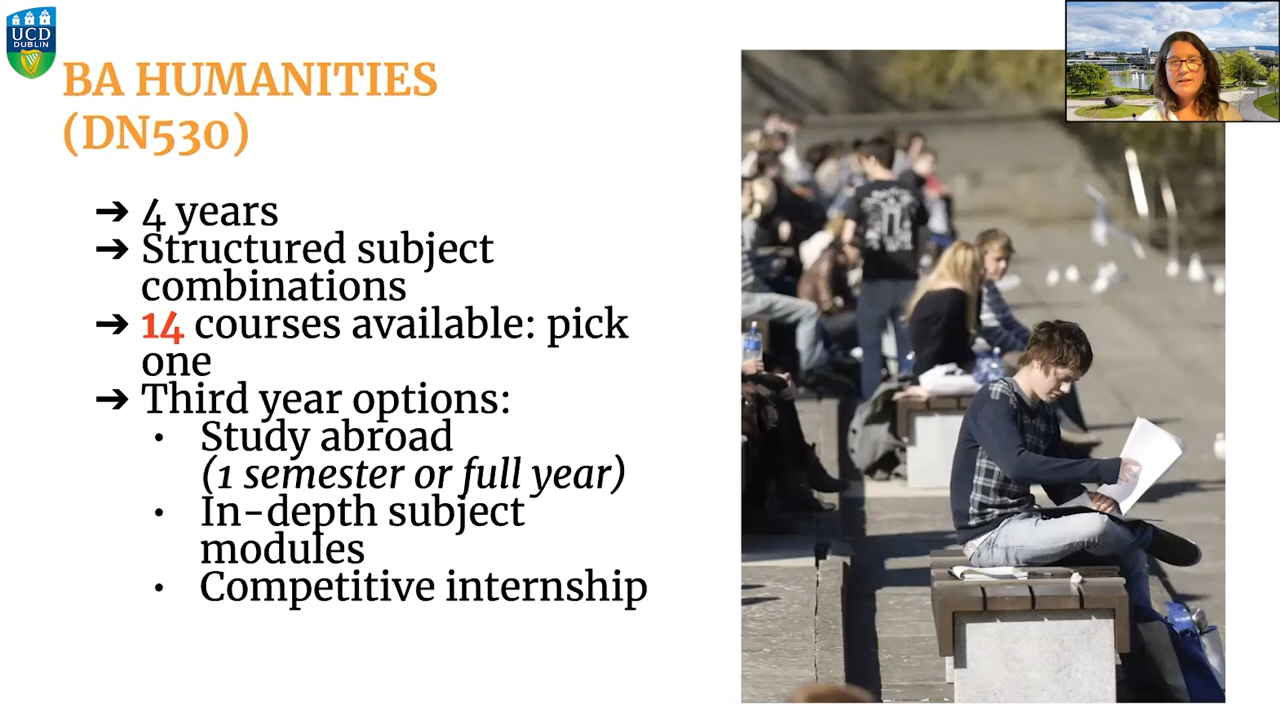 UCD
DUBLIN
BA HUMANITIES
(DN530)
➔ 4 years
➔ Structured subject
combinations
➔ 14 courses available: pick
one
➔ Third year options:
• Study abroad
(1 semester or full year)
• In-depth subject
modules
• Competitive internship